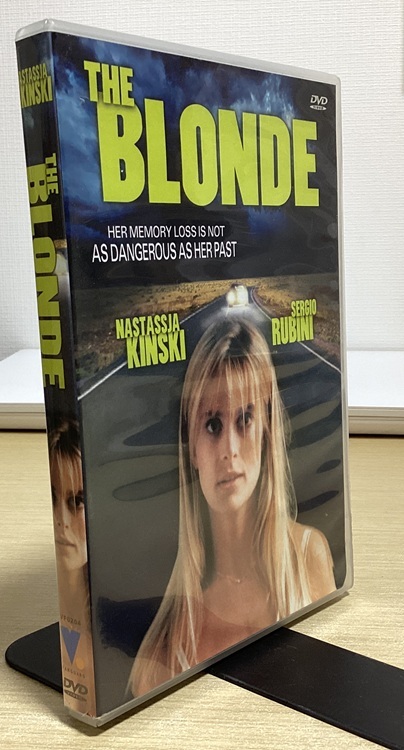 THE
BLONDE
DVD
VIDEO
HER MEMORY LOSS IS NOT
AS DANGEROUS AS HER PAST
NASTASSJA
KINSKI
SERGIO
RUBINI
NASTASSJA
KINSKI
THE
BLONDE
DVD